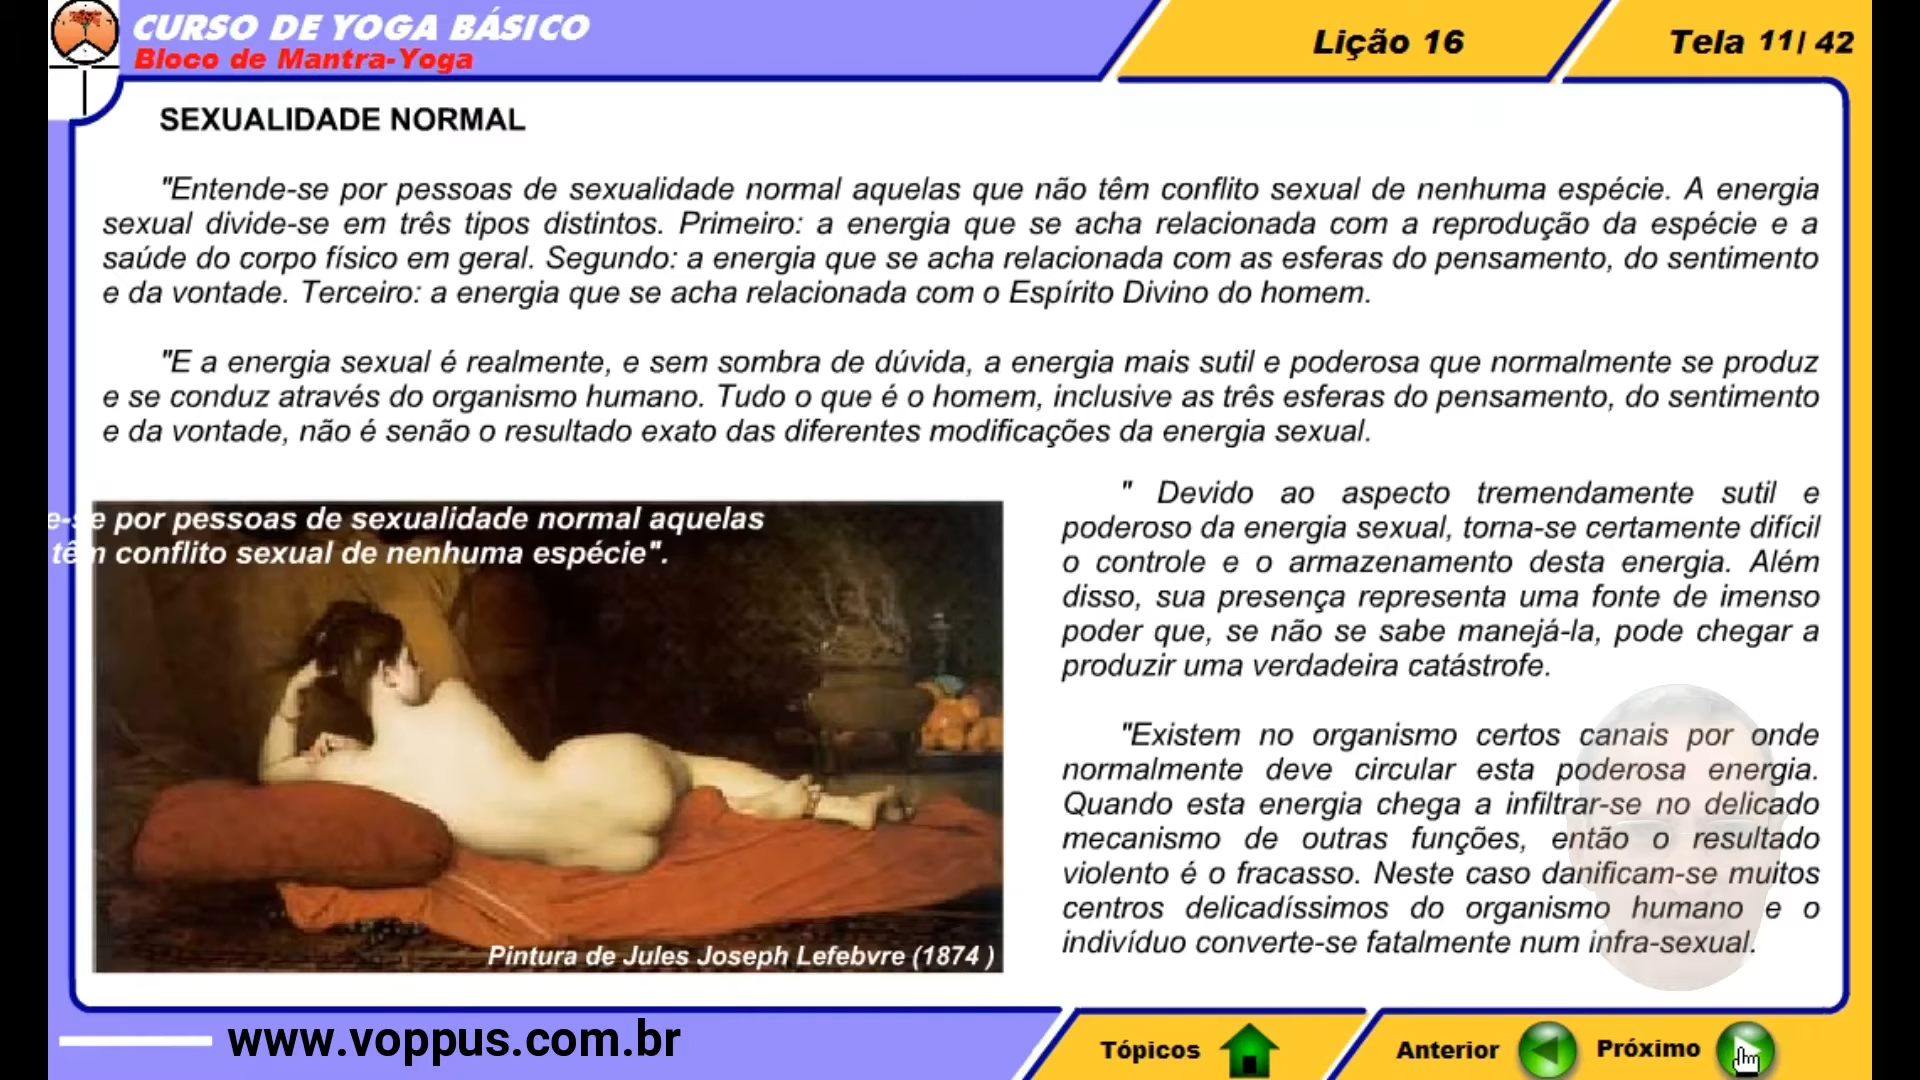 CURSO DE YOGA BÁSICO
Bloco de Mantra-Yoga
Lição 16
Tela 11/ 42
SEXUALIDADE NORMAL
"Entende-se por pessoas de sexualidade normal aquelas que não têm conflito sexual de nenhuma espécie. A energia
sexual divide-se em três tipos distintos. Primeiro: a energia que se acha relacionada com a reprodução da espécie e a
saúde do corpo físico em geral. Segundo: a energia que se acha relacionada com as esferas do pensamento, do sentimento
e da vontade. Terceiro: a energia que se acha relacionada com o Espírito Divino do homem.
"E a energia sexual é realmente, e sem sombra de dúvida, a energia mais sutil e poderosa que normalmente se produz
e se conduz através do organismo humano. Tudo o que é o homem, inclusive as três esferas do pensamento, do sentimento
e da vontade, não é senão o resultado exato das diferentes modificações da energia sexual.
e-se por pessoas de sexualidade normal aquelas
têm conflito sexual de nenhuma espécie".
Pintura de Jules Joseph Lefebvre (1874 )
" Devido ao aspecto tremendamente sutil e
poderoso da energia sexual, torna-se certamente difícil
o controle e o armazenamento desta energia. Além
disso, sua presença representa uma fonte de imenso
poder que, se não se sabe manejá-la, pode chegar a
produzir uma verdadeira catástrofe.
"Existem no organismo certos canais por onde
normalmente deve circular esta poderosa energia.
Quando esta energia chega a infiltrar-se no delicado
mecanismo de outras funções, então o resultado
violento é o fracasso. Neste caso danificam-se muitos
centros delicadíssimos do organismo humano e o
indivíduo converte-se fatalmente num infra-sexual.
www.voppus.com.br
Tópicos
Anterior
Próximo